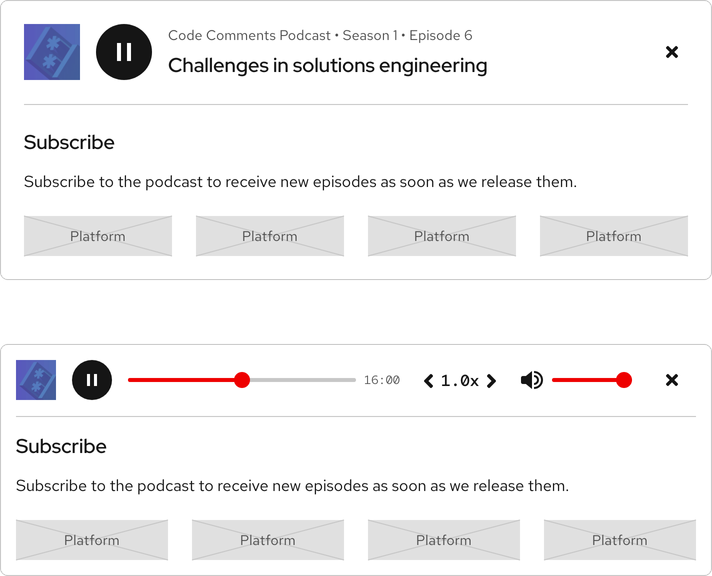 Code Comments Podcast • Season 1 • Episode 6
Challenges in solutions engineering
Subscribe
Subscribe to the podcast to receive new episodes as soon as we release them.
Platform Platform Platform Platform
16:00 1.0x
Subscribe
Subscribe to the podcast to receive new episodes as soon as we release them.
Platform Platform Platform Platform